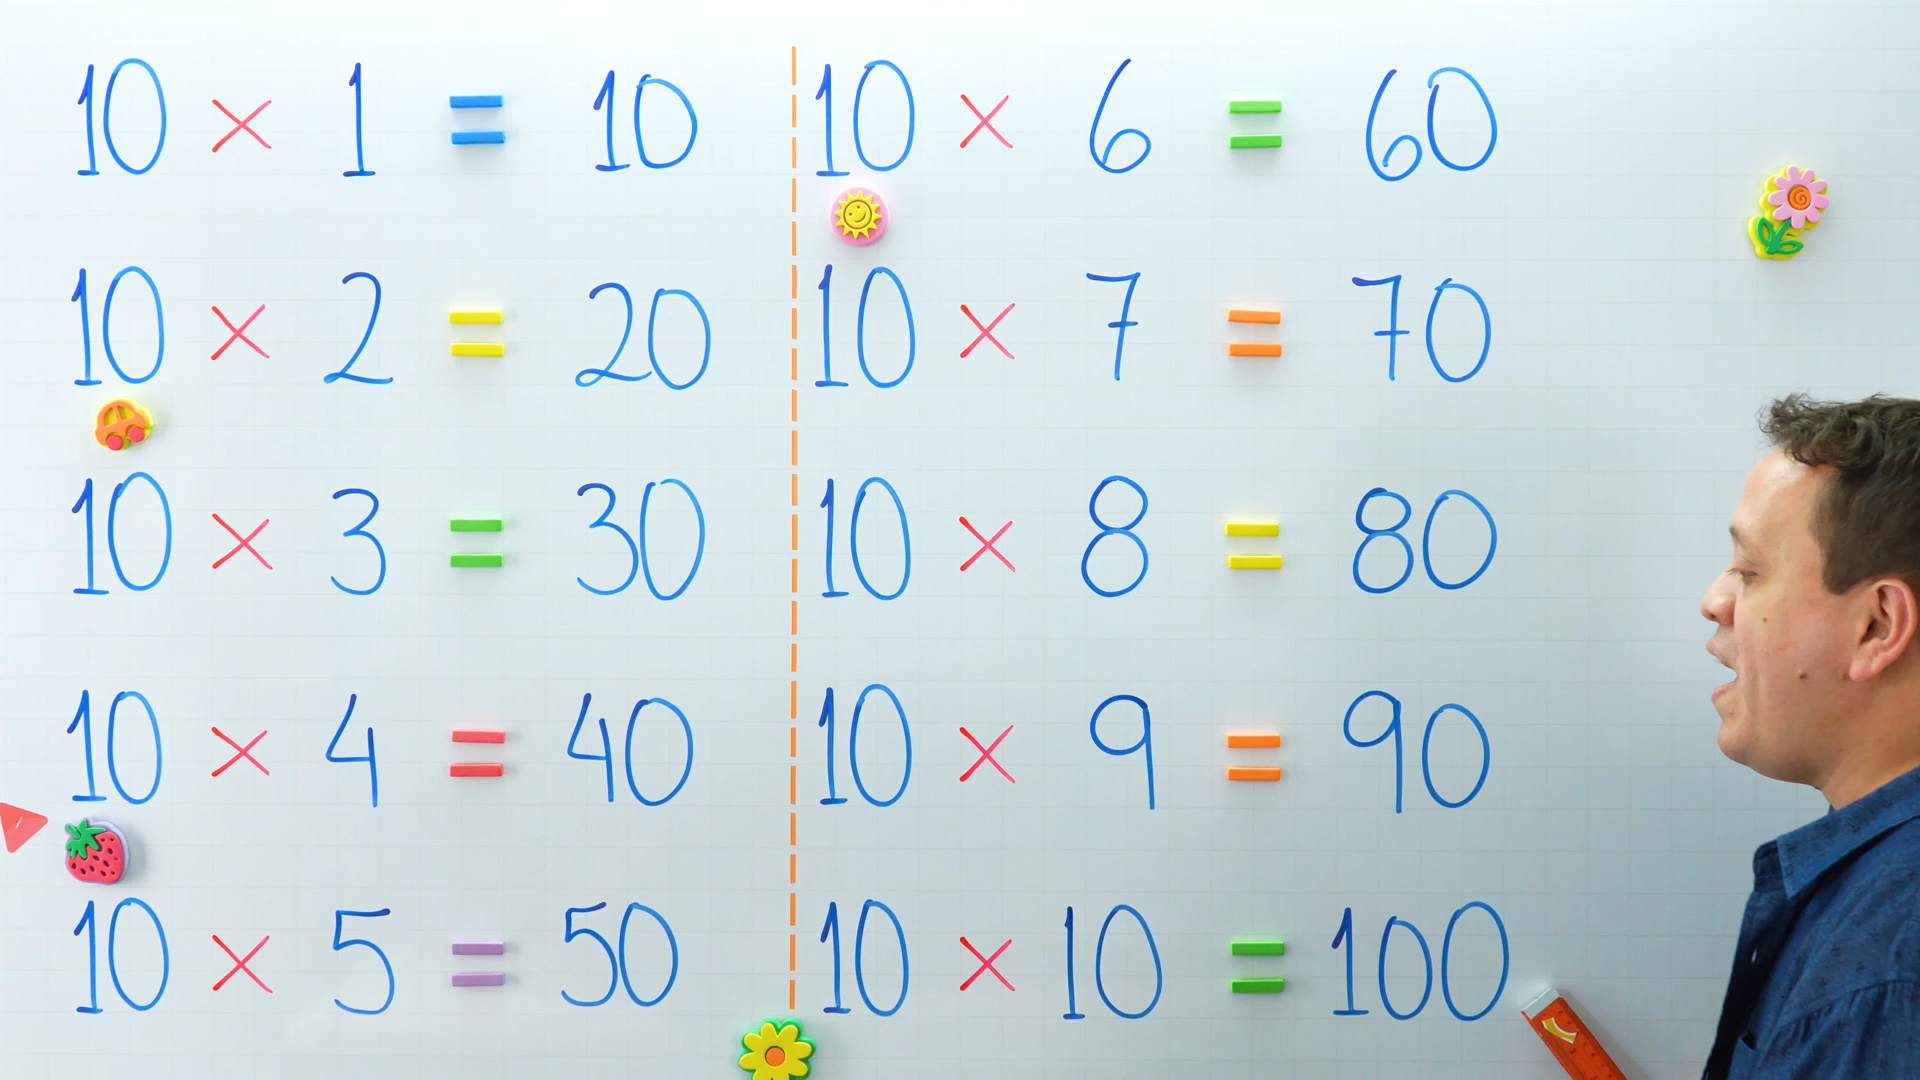 10 × 1 = 10
10 × 2 = 20
10 × 3 = 30
10 × 4 = 40
10 × 5 = 50
10 × 6 = 60
10 × 7 = 70
10 × 8 = 80
10 × 9 = 90
10 × 10 = 100